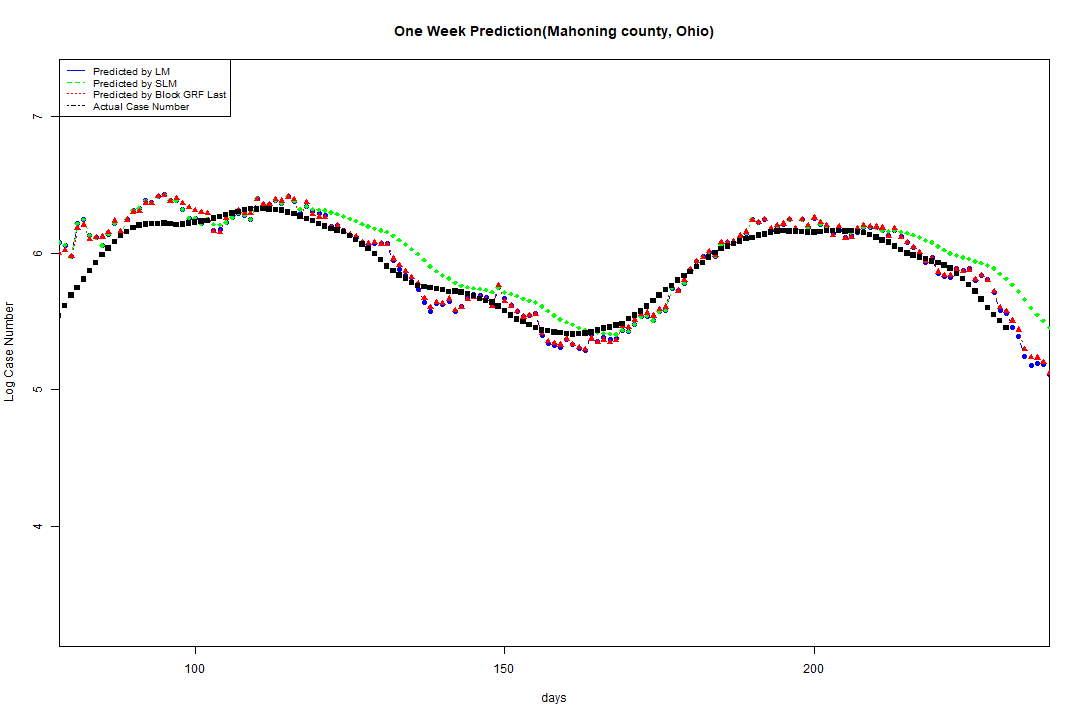 One Week Prediction(Mahoning county, Ohio)
Predicted by LM
Predicted by SLM
Predicted by Block GRF Last
Actual Case Number
7
6
5
4
Log Case Number
100
150
200
days